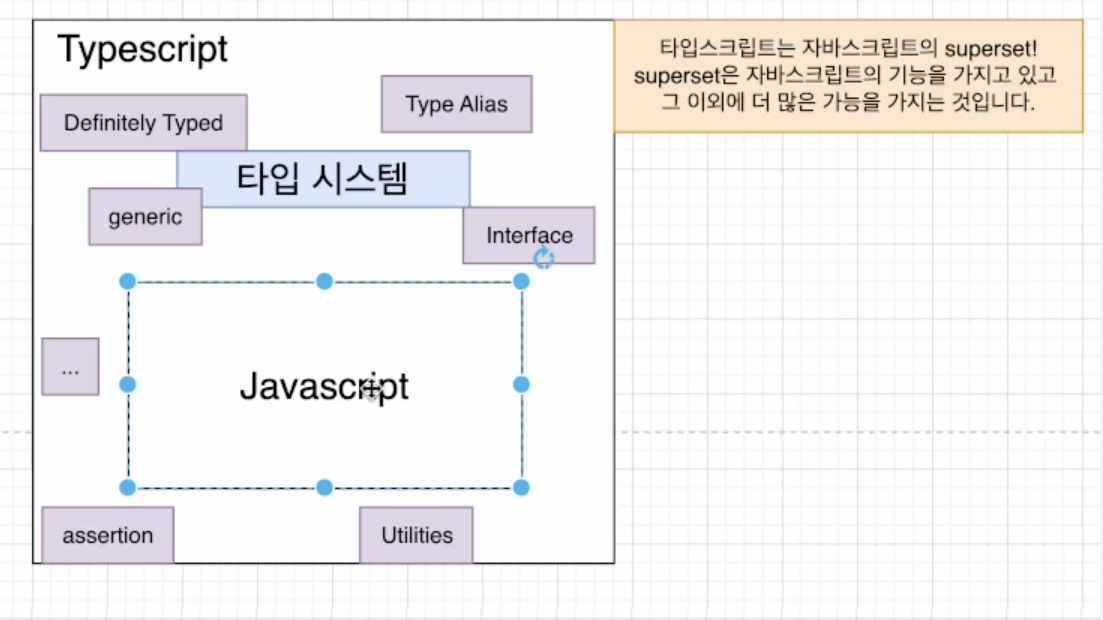 Typescript
타입스크립트는 자바스크립트의 superset!
superset은 자바스크립트의 기능을 가지고 있고
그 이외에 더 많은 가능을 가지는 것입니다.
Type Alias
Definitely Typed
타입 시스템
generic
Interface
...
Javascript
assertion
Utilities